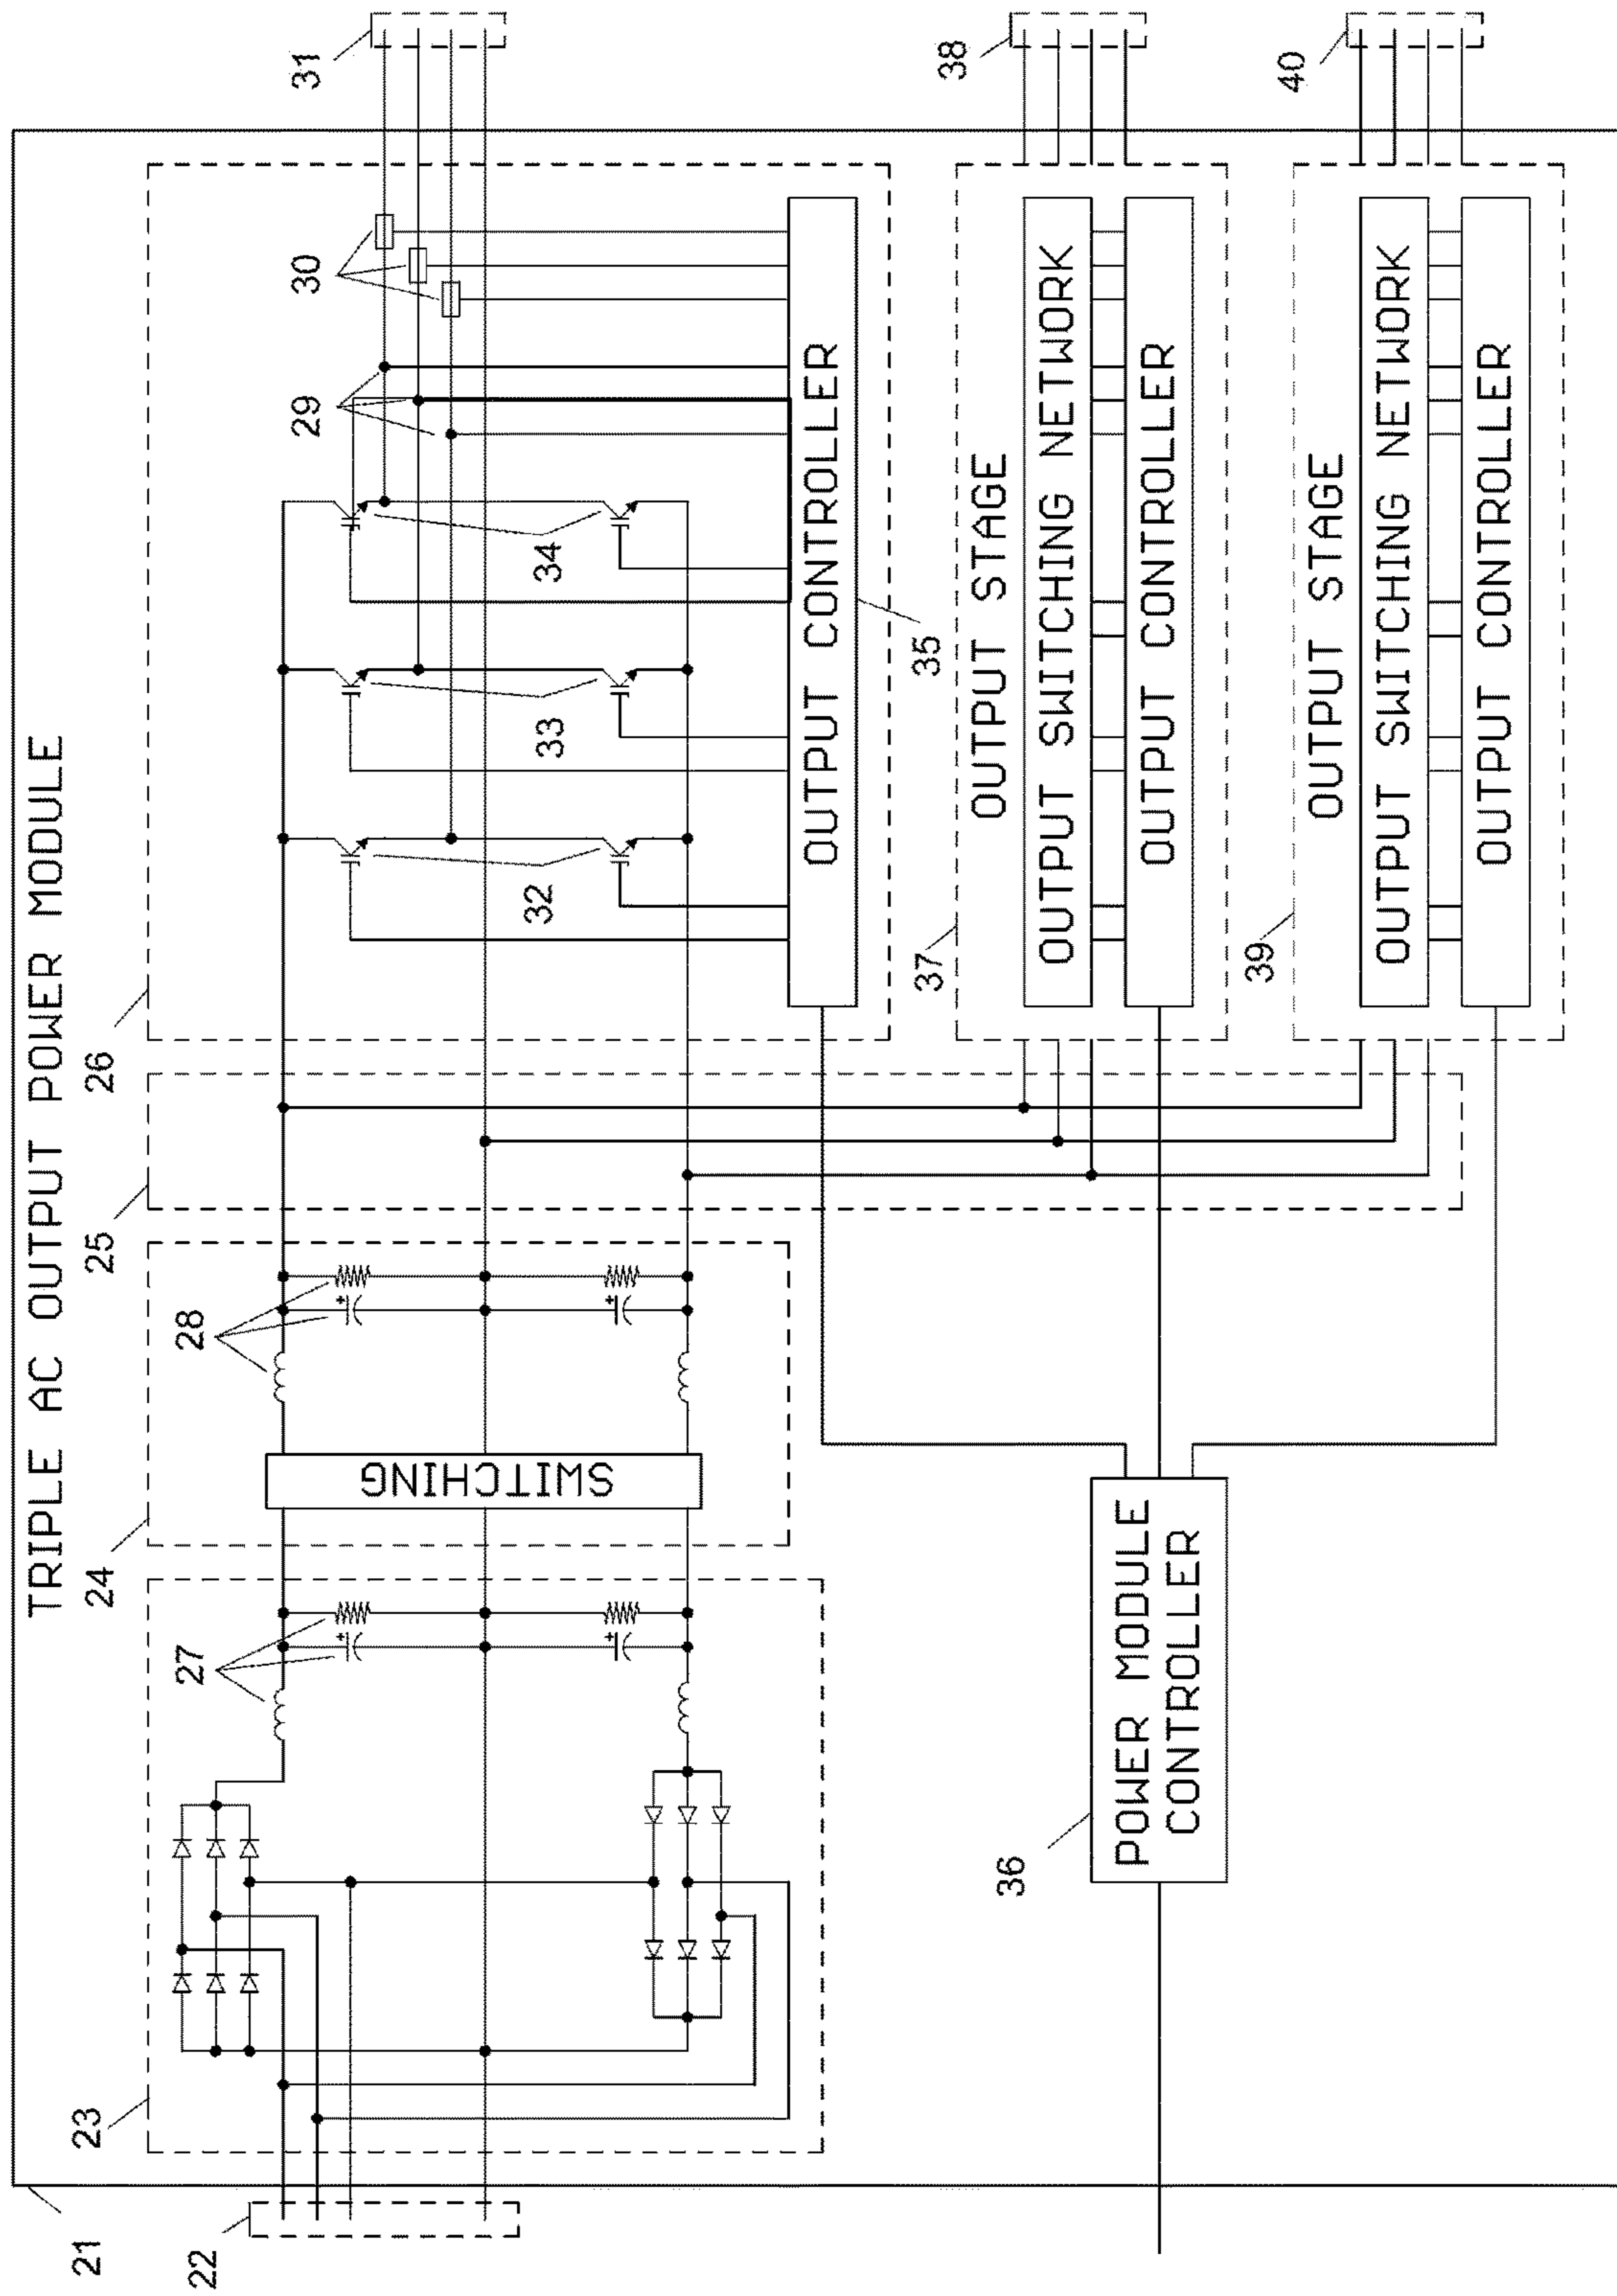 TRIPLE AC OUTPUT POWER MODULE
21
22
23
24
25
26
27
28
29
30
31
SWITCHING
32
33
34
OUTPUT CONTROLLER
35
36
POWER MODULE
CONTROLLER
37
OUTPUT STAGE
OUTPUT SWITCHING NETWORK
OUTPUT CONTROLLER
38
39
OUTPUT STAGE
OUTPUT SWITCHING NETWORK
OUTPUT CONTROLLER
40